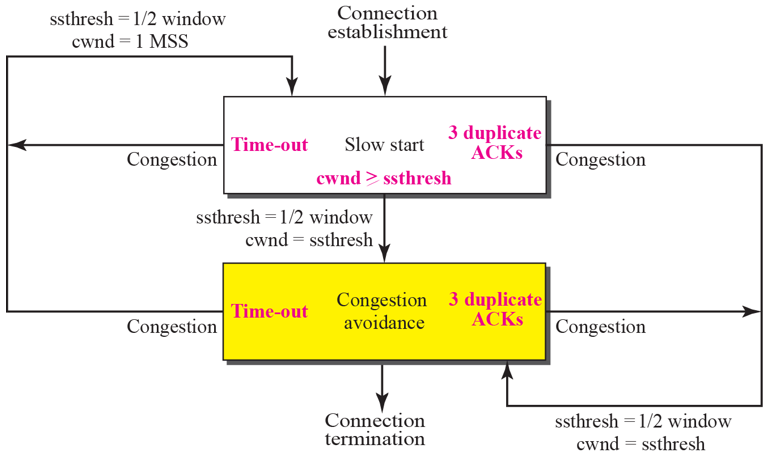 ssthresh = 1/2 window
cwnd = 1 MSS
Connection
establishment
Time-out
Slow start
3 duplicate
ACKs
cwnd ≥ ssthresh
Congestion
Congestion
ssthresh = 1/2 window
cwnd = ssthresh
Time-out
Congestion
avoidance
3 duplicate
ACKs
Congestion
Congestion
Connection
termination
ssthresh = 1/2 window
cwnd = ssthresh